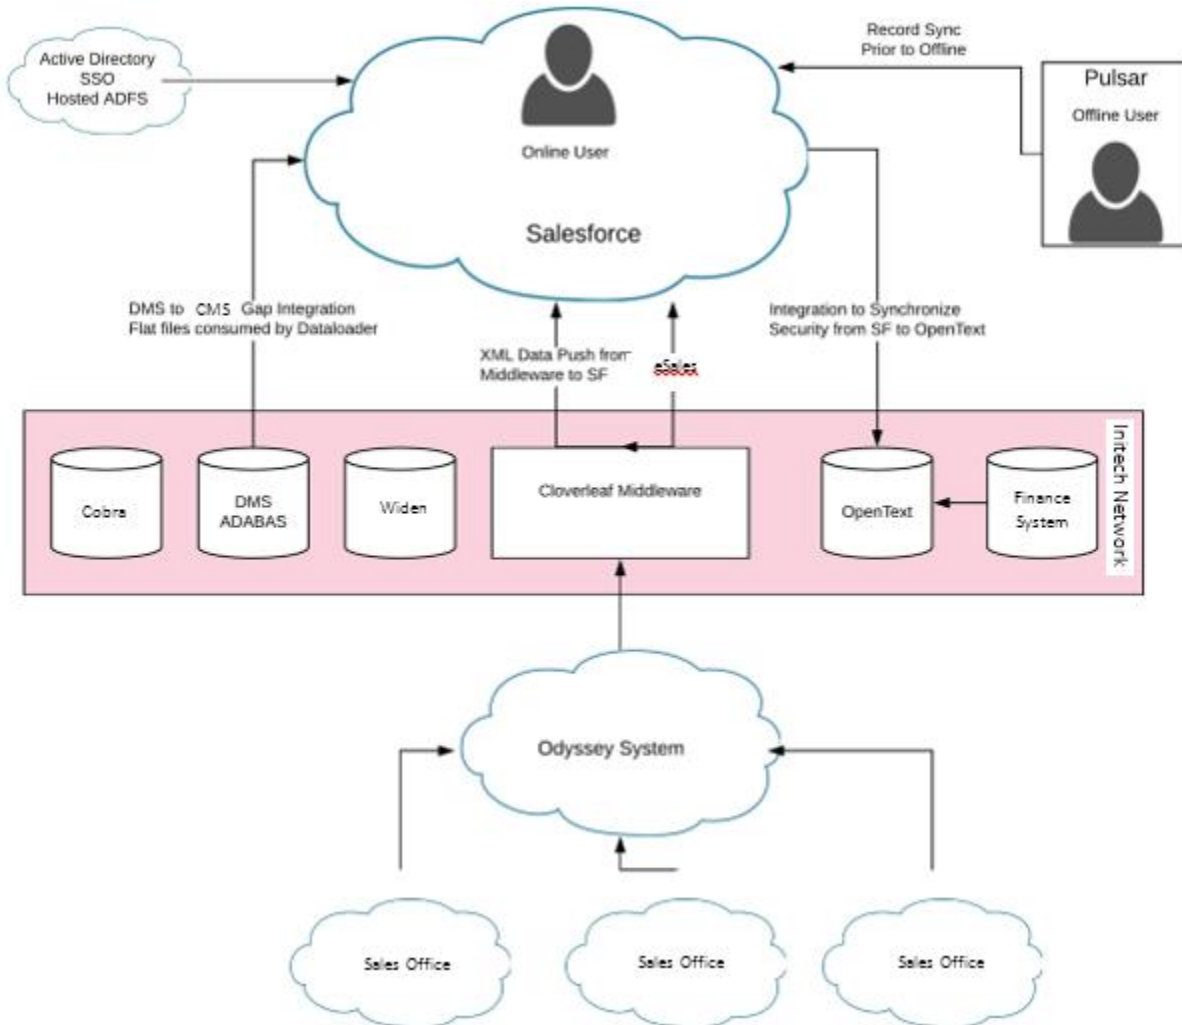 Active Directory
SSO
Hosted ADFS
Online User
Salesforce
Record Sync
Prior to Offline
Pulsar
Offline User
DMS to CMS Gap Integration
Flat files consumed by Dataloader
XML Data Push from
Middleware to SF
eSales
Integration to Synchronize
Security from SF to OpenText
Cobra
DMS
ADABAS
Widen
Cloverleaf Middleware
OpenText
Finance
System
Initech Network
Odyssey System
Sales Office
Sales Office
Sales Office